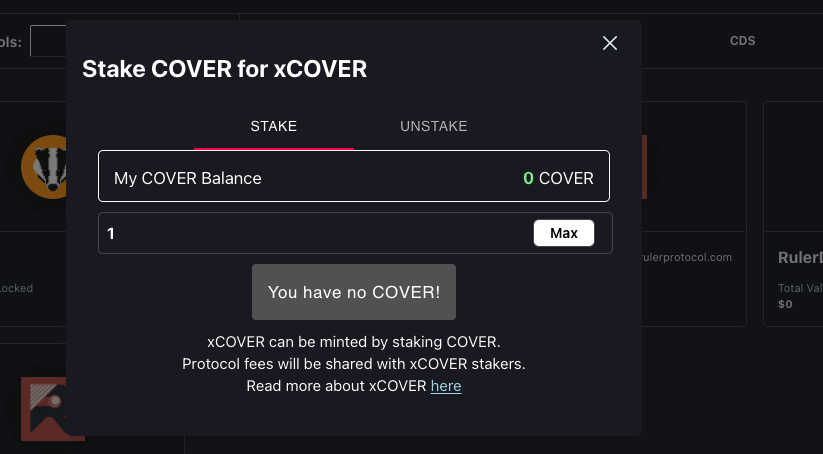 ols:
CDS
Stake COVER for xCOVER
STAKE
UNSTAKE
My COVER Balance
0 COVER
1
Max
You have no COVER!
xCOVER can be minted by staking COVER.
Protocol fees will be shared with xCOVER stakers.
Read more about xCOVER here
rulerprotocol.com
RulerD
Total Val
$0
Locked